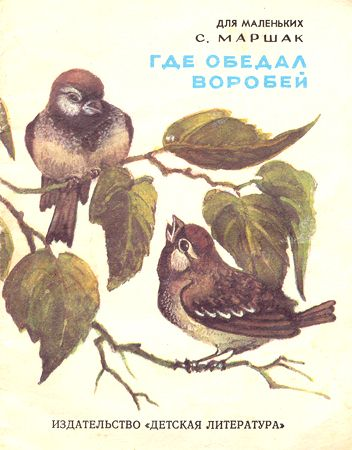 ДЛЯ МАЛЕНЬКИХ
С. МАРШАК
ГДЕ ОБЕДАЛ
ВОРОБЕЙ
ИЗДАТЕЛЬСТВО «ДЕТСКАЯ ЛИТЕРАТУРА»